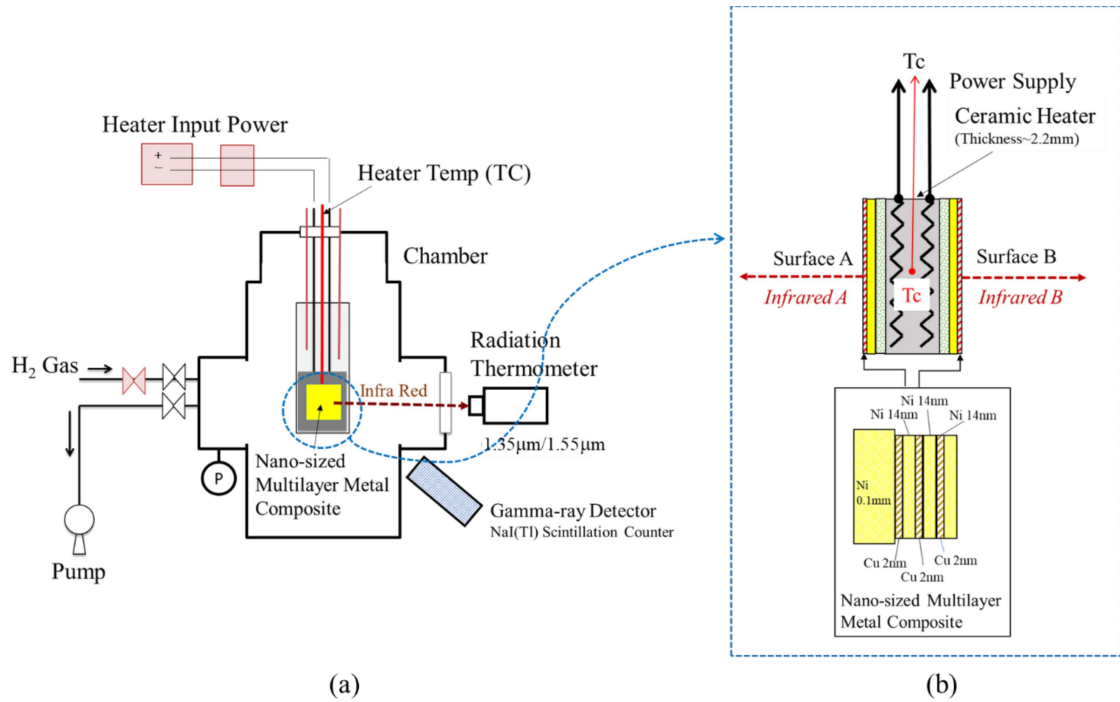 Heater Input Power
+
−
Heater Temp (TC)
Chamber
H2 Gas
Radiation
Thermometer
Infra Red
1.35μm/1.55μm
P
Nano-sized
Multilayer Metal
Composite
Gamma-ray Detector
NaI(TI) Scintillation Counter
Pump
(a)
Tc
Power Supply
Ceramic Heater
(Thickness~2.2mm)
Surface A
Surface B
Infrared A
Tc
Infrared B
Ni 14nm
Ni 14nm
Ni 14nm
Ni
0.1mm
Cu 2nm
Cu 2nm
Cu 2nm
Nano-sized Multilayer
Metal Composite
(b)